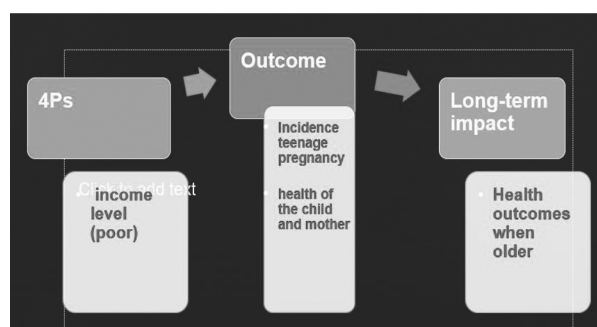 4Ps
Click to add text
• income
level
(poor)
Outcome
• Incidence
teenage
pregnancy
• health of
the child
and mother
Long-term
impact
• Health
outcomes
when
older